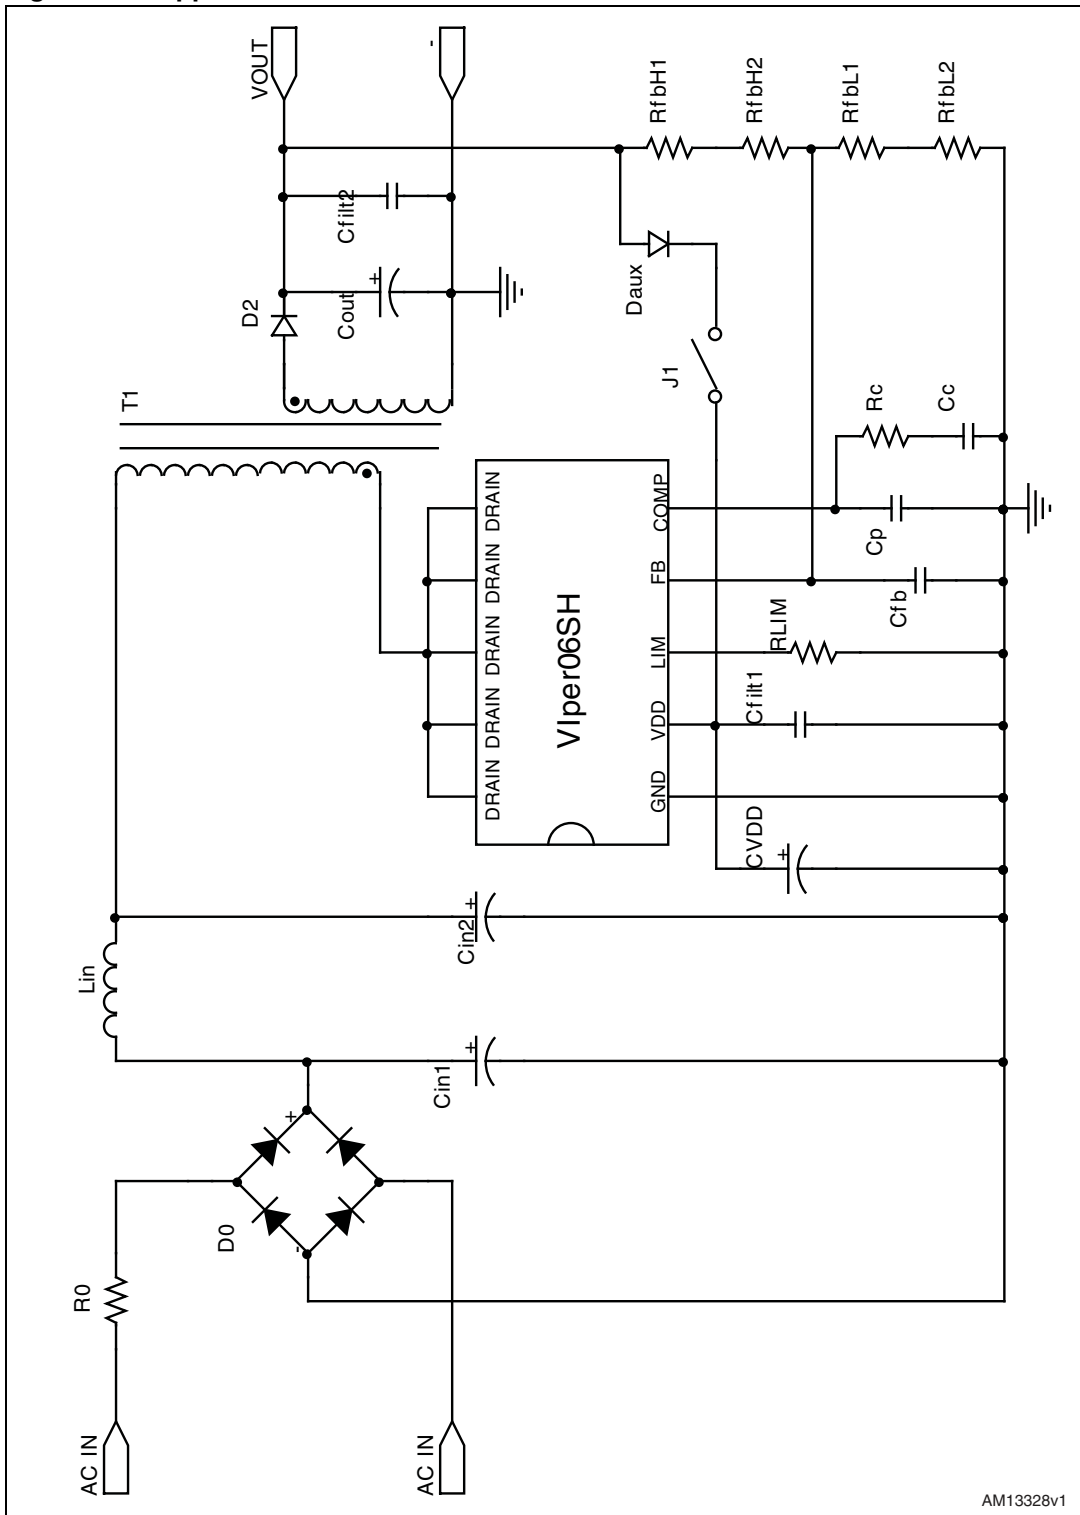 VOUT
-
RfbH1
RfbH2
RfbL1
RfbL2
Cfilt2
D2
Cout
+
Daux
T1
J1
Rc
Cc
DRAIN
DRAIN
DRAIN
DRAIN
DRAIN
VIper06SH
COMP
FB
LIM
VDD
GND
Cp
Cfb
RLIM
Cfilt1
CVDD
+
Lin
Cin2
+
Cin1
+
+
D0
-
R0
AC IN
AC IN
AM13328v1